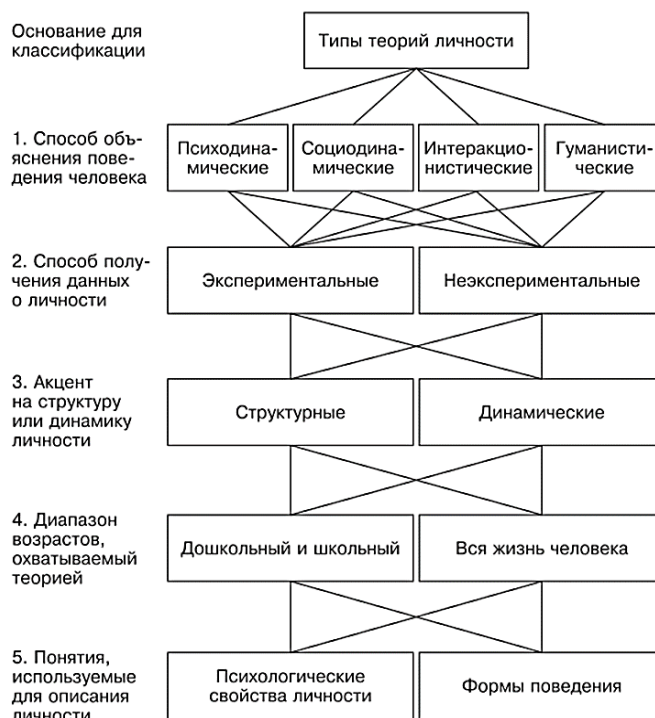 Основание для
классификации
Типы теорий личности
1. Способ объ-
яснения пове-
дения человека
Психодина-
мические
Социодина-
мические
Интеракцио-
нистические
Гуманисти-
ческие
2. Способ полу-
чения данных
о личности
Экспериментальные
Неэкспериментальные
3. Акцент
на структуру
или динамику
личности
Структурные
Динамические
4. Диапазон
возрастов,
охватываемый
теорией
Дошкольный и школьный
Вся жизнь человека
5. Понятия,
используемые
для описания
личности
Психологические
свойства личности
Формы поведения